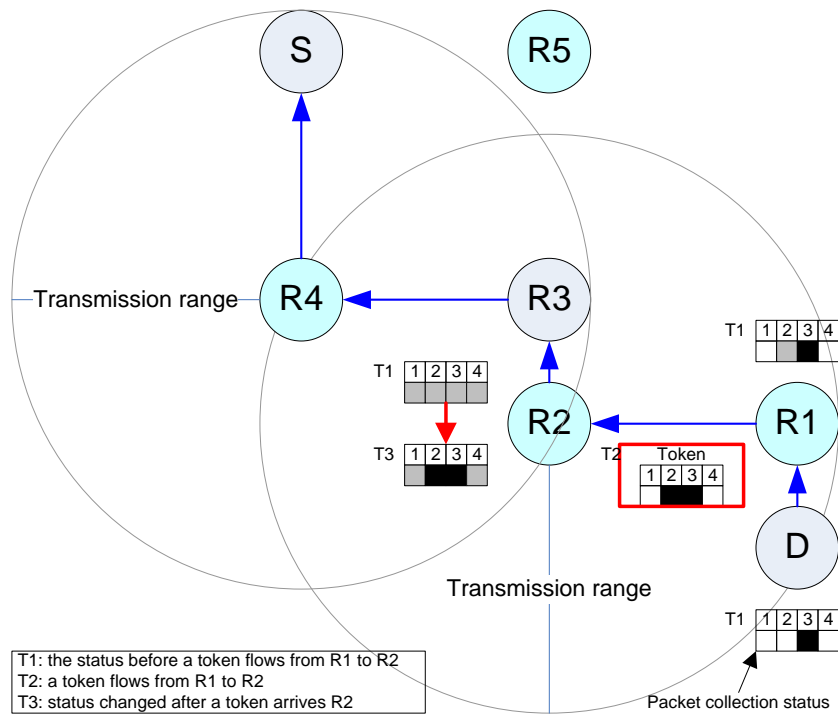 S
R5
Transmission range
R4
R3
T1
1 2 3 4
T1
1 2 3 4
R2
R1
T3
1 2 3 4
T2
Token
1 2 3 4
D
Transmission range
T1
1 2 3 4
T1: the status before a token flows from R1 to R2
T2: a token flows from R1 to R2
T3: status changed after a token arrives R2
Packet collection status